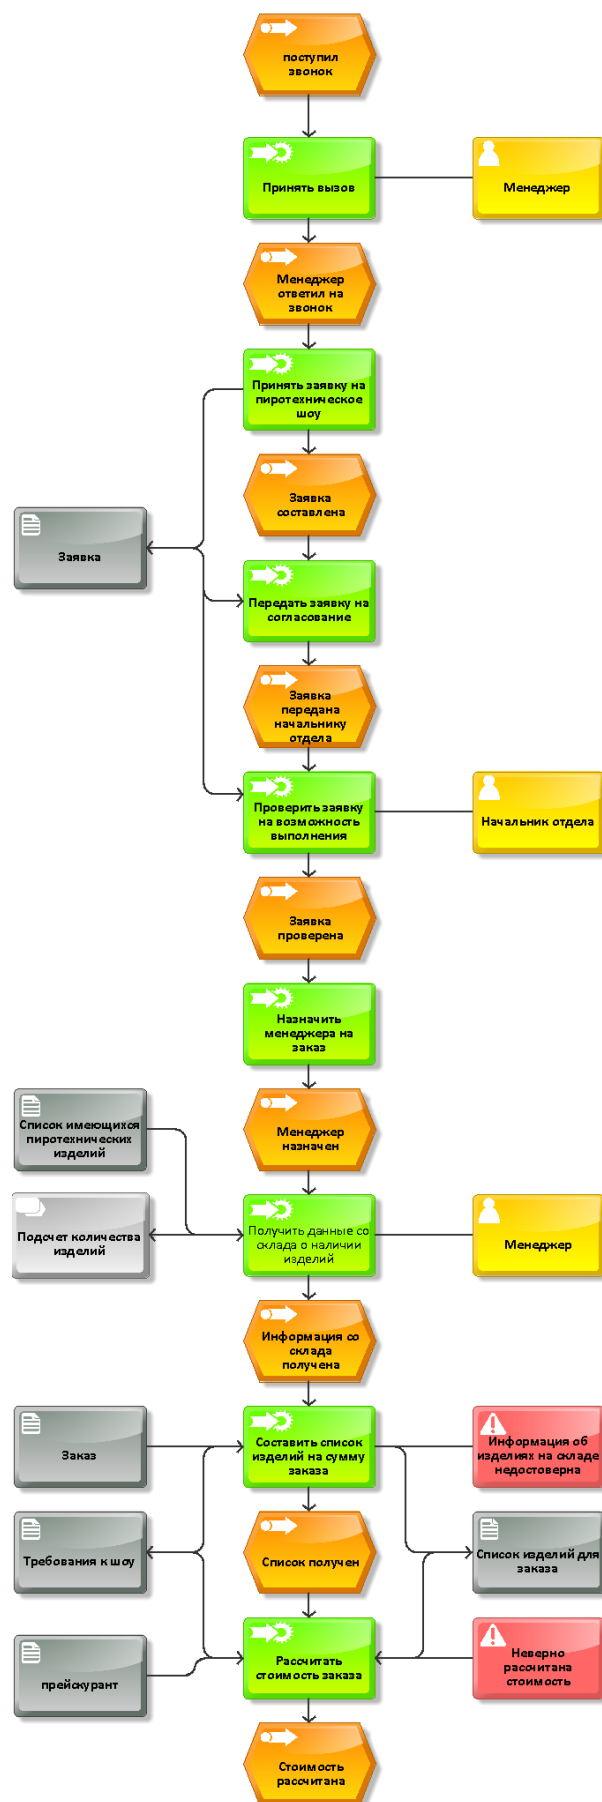 поступил
звонок
Принять вызов
Менеджер
Менеджер
ответил на
звонок
Принять заявку на
пиротехническое
шоу
Заявка
составлена
Заявка
Передать заявку на
согласование
Заявка
передана
начальнику
отдела
Проверить заявку
на возможность
выполнения
Начальник отдела
Заявка
проверена
Назначить
менеджера на
заказ
Список имеющихся
пиротехнических
изделий
Менеджер
назначен
Подсчет количества
изделий
Получить данные со
склада о наличии
изделий
Менеджер
Информация со
склада
получена
Заказ
Составить список
изделий на сумму
заказа
Информация об
изделиях на складе
недостоверна
Требования к шоу
Список получен
Список изделий для
заказа
прейскурант
Рассчитать
стоимость заказа
Неверно
рассчитана
стоимость
Стоимость
рассчитана